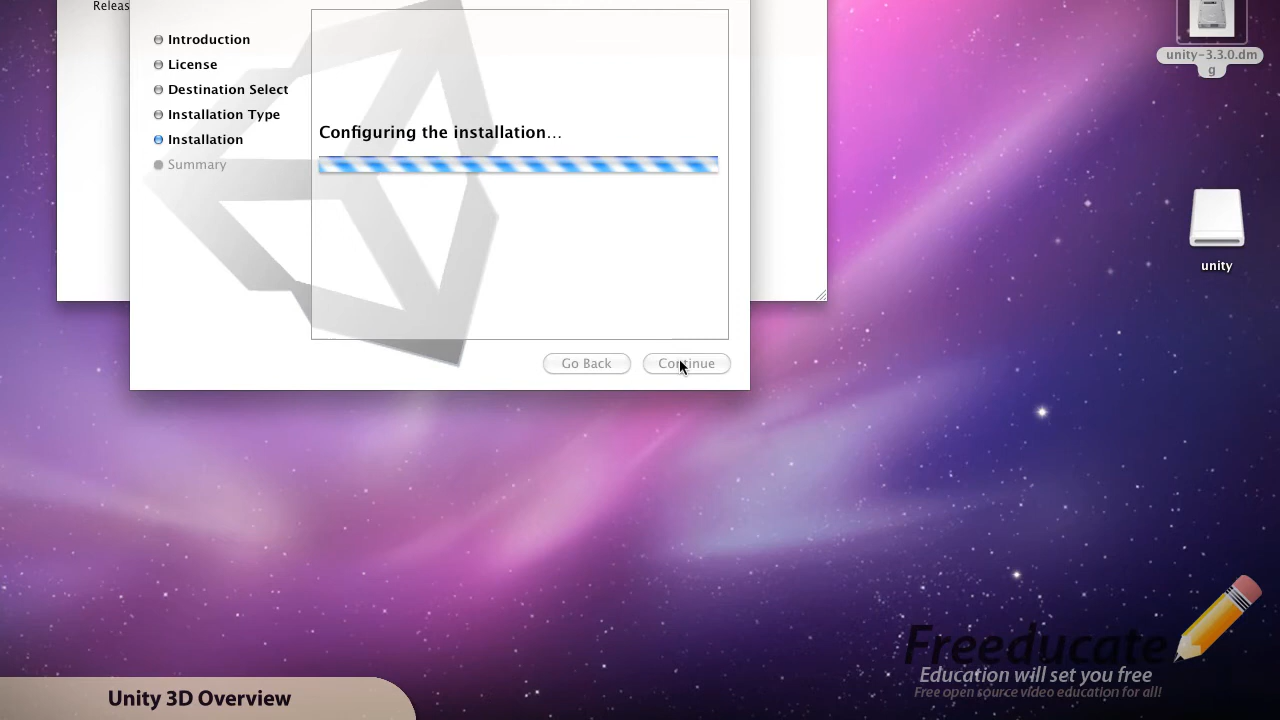 Releas
Introduction
License
Destination Select
Installation Type
Installation
Summary
Configuring the installation...
Go Back
Continue
unity-3.3.0.dm
g
unity
Freeducate
Education will set you free
Free open source video education for all!
Unity 3D Overview